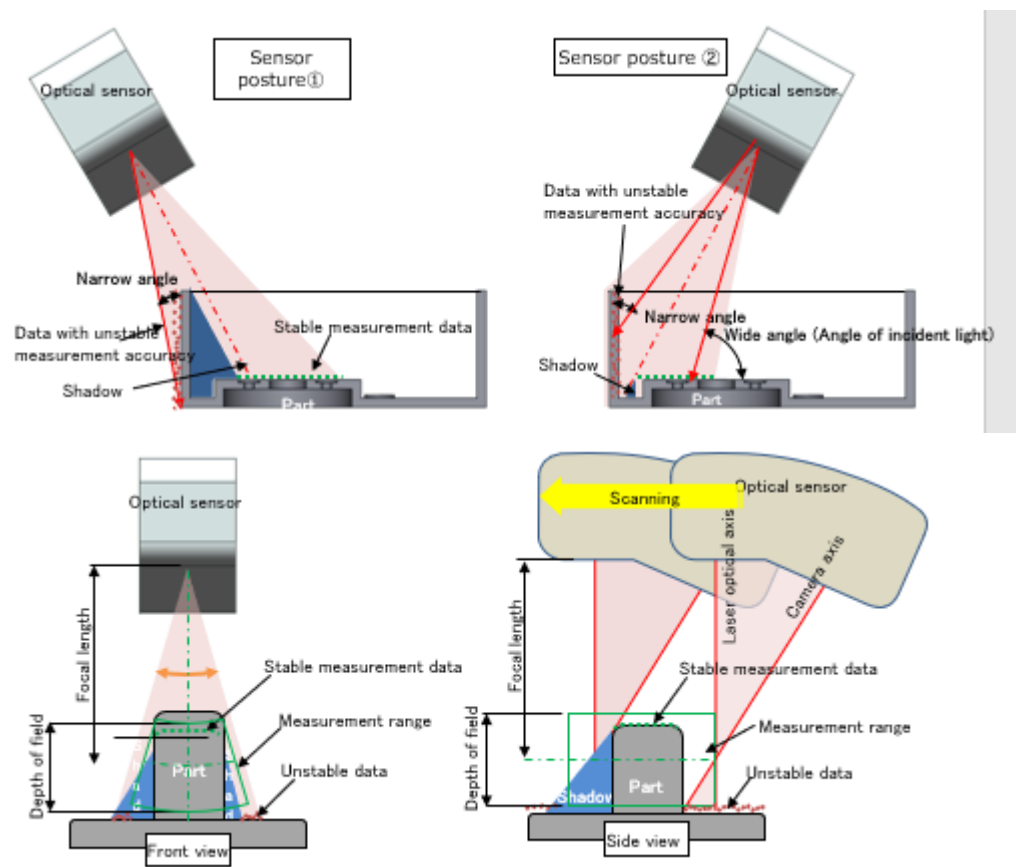 Sensor
posture①
Optical sensor
Narrow angle
Data with unstable
measurement accuracy
Shadow
Stable measurement data
Part
Sensor posture ②
Optical sensor
Data with unstable
measurement accuracy
Narrow angle
Wide angle (Angle of incident light)
Shadow
Part
Optical sensor
Focal length
Depth of field
Stable measurement data
Measurement range
Unstable data
Part
Front view
Scanning
Optical sensor
Laser optical axis
Camera axis
Focal length
Depth of field
Stable measurement data
Measurement range
Unstable data
Shadow
Part
Side view